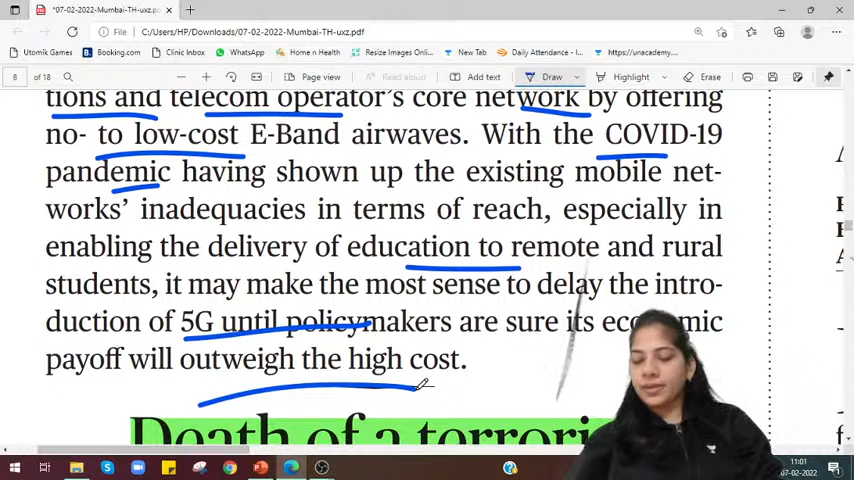 *07-02-2022-Mumbai-TH-uxz.pdf
File C:/Users/HP/Downloads/07-02-2022-Mumbai-TH-uxz.pdf
Utomik Games Booking.com Clinic Inbox WhatsApp Home n Health Resize Images Onlin... New Tab Daily Attendance - I... https://unacademy....
8 of 18 Page view Read aloud Add text Draw Highlight Erase
tions and telecom operator's core network by offering
no- to low-cost E-Band airwaves. With the COVID-19
pandemic having shown up the existing mobile net-
works' inadequacies in terms of reach, especially in
enabling the delivery of education to remote and rural
students, it may make the most sense to delay the intro-
duction of 5G until policymakers are sure its economic
payoff will outweigh the high cost.
Death of a terroris
11:01
07-02-2022